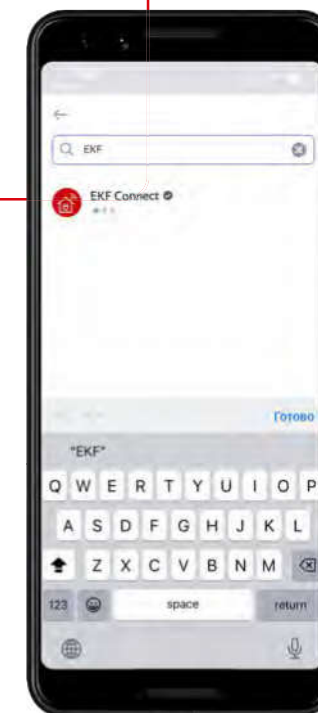 EKF
EKF Connect
Готово
"EKF"
Q W E R T Y U I O P
A S D F G H J K L
Z X C V B N M
123 space return